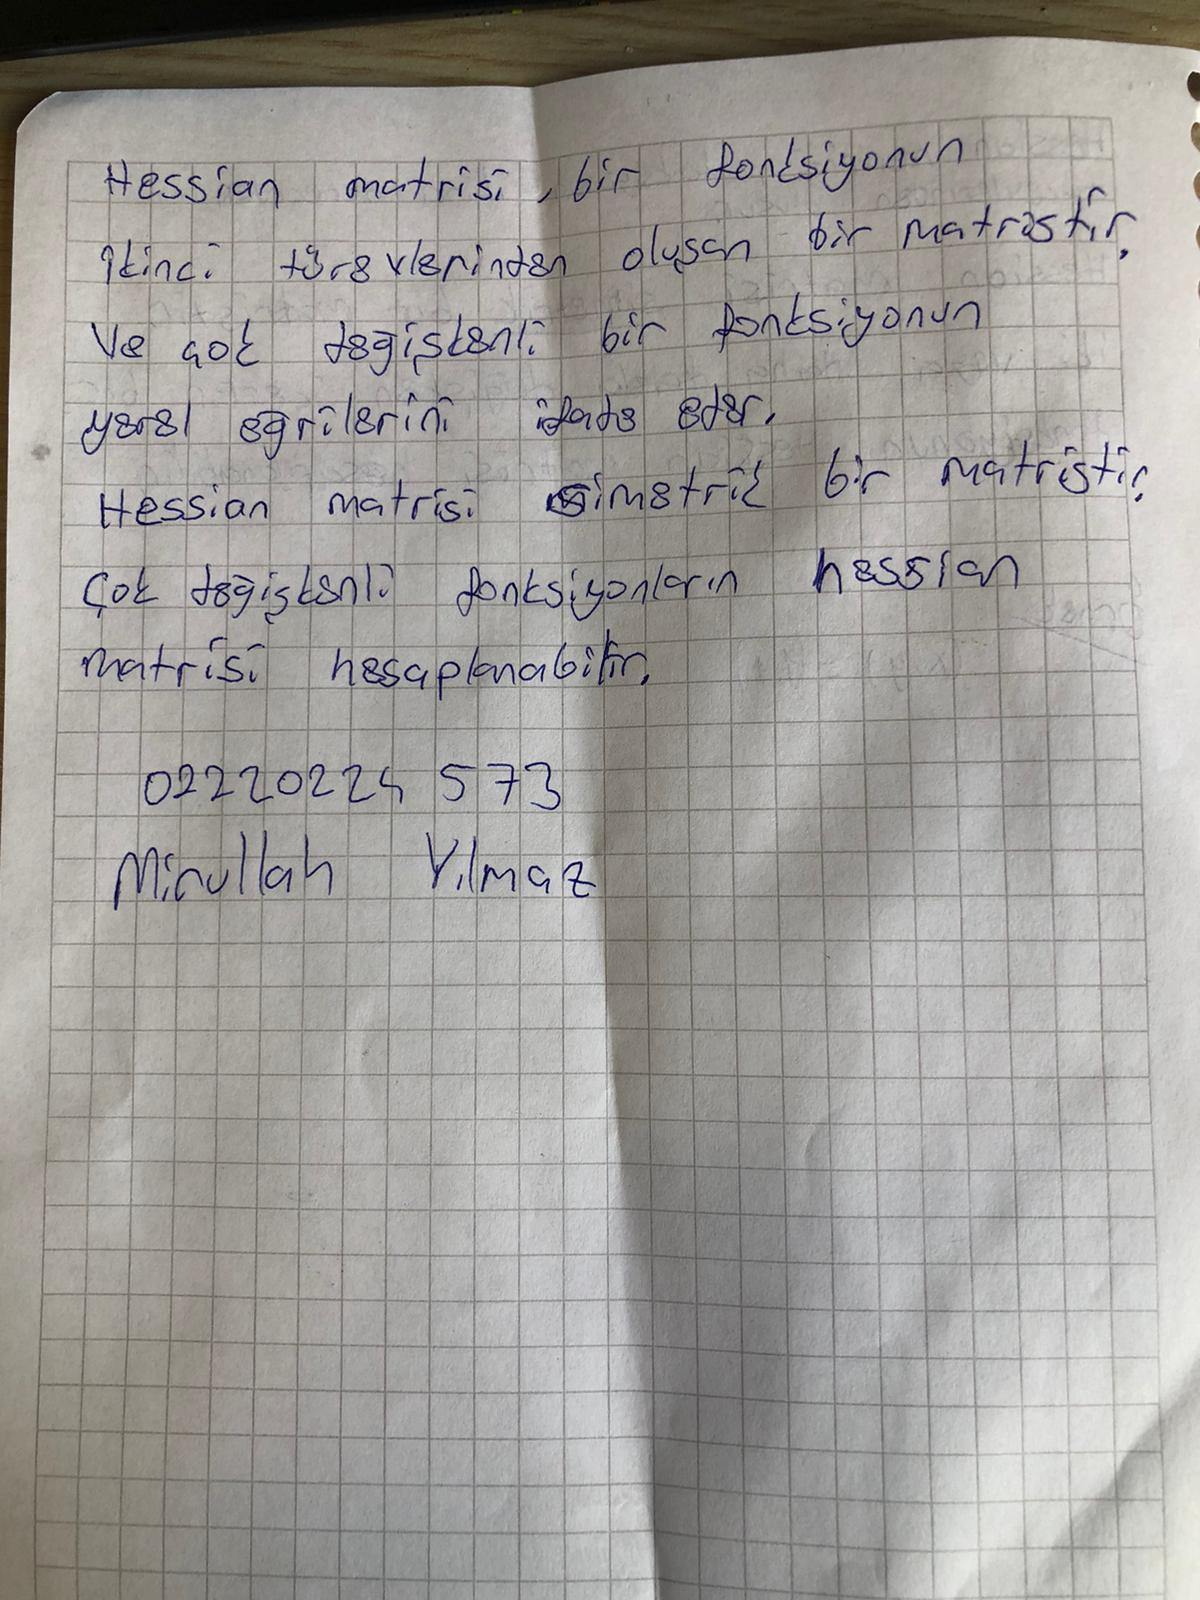 Hessian matrisi, bir fonksiyonun
ikinci türevlerinden oluşan bir matristir.
Ve çok değişkenli bir fonksiyonun
yerel eğrilerini ifade eder.
Hessian matrisi simetrik bir matristir.
Çok değişkenli fonksiyonların hessian
matrisi hesaplanabilir.
02220224573
Mirullah Yılmaz